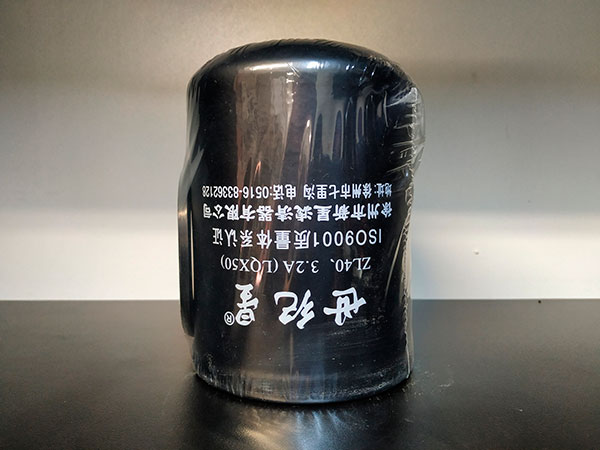 世纪星®
ZL40、3.2A (LQX50)
ISO9001质量体系认证
徐州市新星滤清器有限公司
地址:徐州市七里沟 电话:0516-83362128